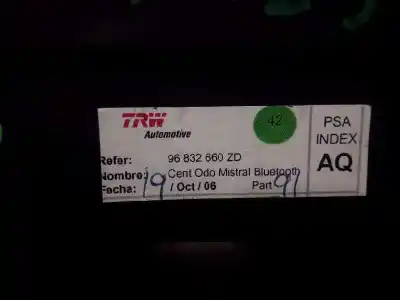 TRW
Automotive
42
PSA
INDEX
AQ
Refer: 96 832 660 ZD
Nombre: Cent Odo Mistral Bluetooth
Fecha: 19 / Oct / 06 Part 91